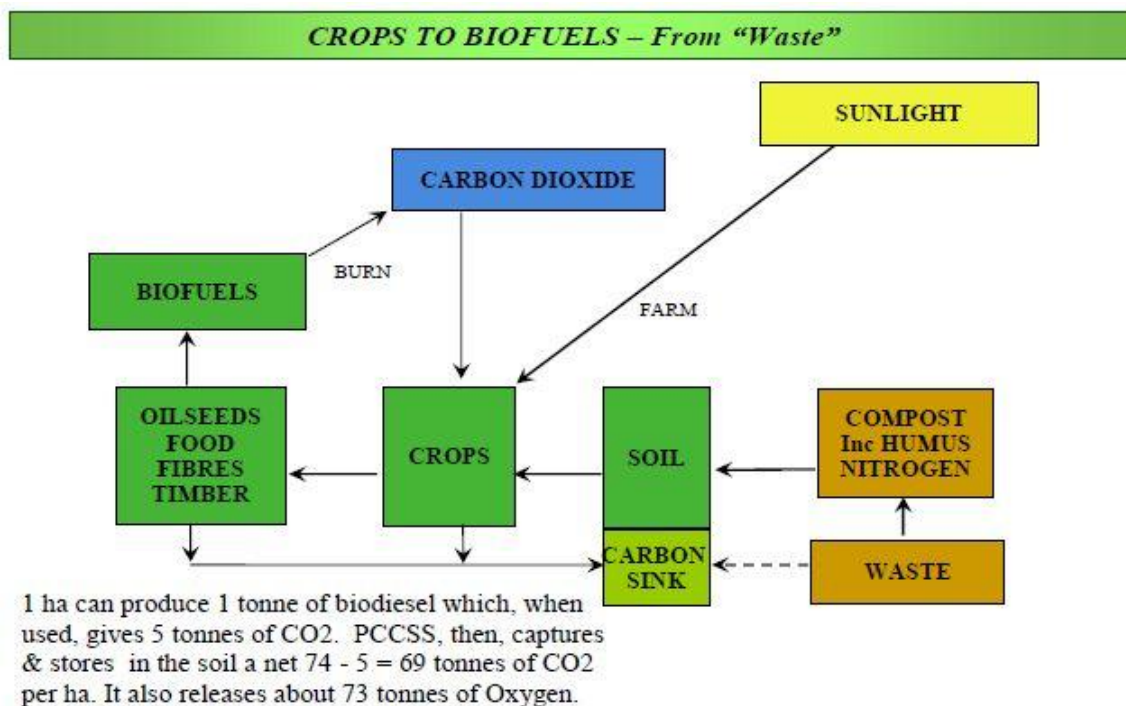 CROPS TO BIOFUELS – From “Waste”
SUNLIGHT
CARBON DIOXIDE
BURN
BIOFUELS
FARM
OILSEEDS
FOOD
FIBRES
TIMBER
CROPS
SOIL
COMPOST
Inc HUMUS
NITROGEN
CARBON
SINK
WASTE
1 ha can produce 1 tonne of biodiesel which, when
used, gives 5 tonnes of CO2. PCCSS, then, captures
& stores in the soil a net 74 - 5 = 69 tonnes of CO2
per ha. It also releases about 73 tonnes of Oxygen.